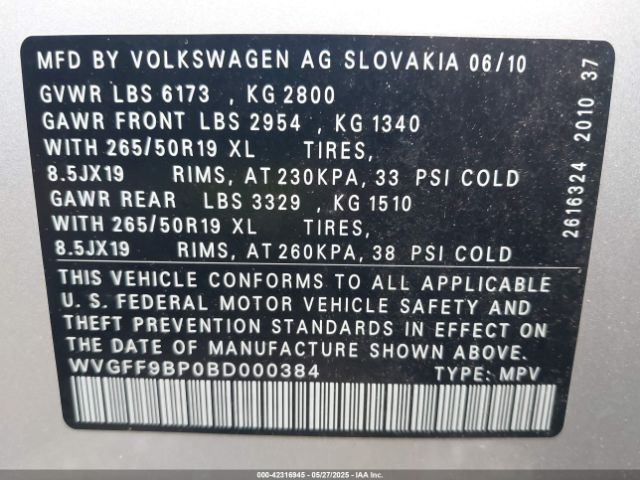 MFD BY VOLKSWAGEN AG SLOVAKIA 06/10
GVWR LBS 6173 , KG 2800
GAWR FRONT LBS 2954 , KG 1340
WITH 265/50R19 XL TIRES,
8.5JX19 RIMS, AT 230KPA, 33 PSI COLD
GAWR REAR LBS 3329 , KG 1510
WITH 265/50R19 XL TIRES,
8.5JX19 RIMS, AT 260KPA, 38 PSI COLD
THIS VEHICLE CONFORMS TO ALL APPLICABLE
U. S. FEDERAL MOTOR VEHICLE SAFETY AND
THEFT PREVENTION STANDARDS IN EFFECT ON
THE DATE OF MANUFACTURE SHOWN ABOVE.
WVGFF9BP0BD000384 TYPE: MPV
2616324 2010 37
000-42316945 05/27/2025 IAA INC.